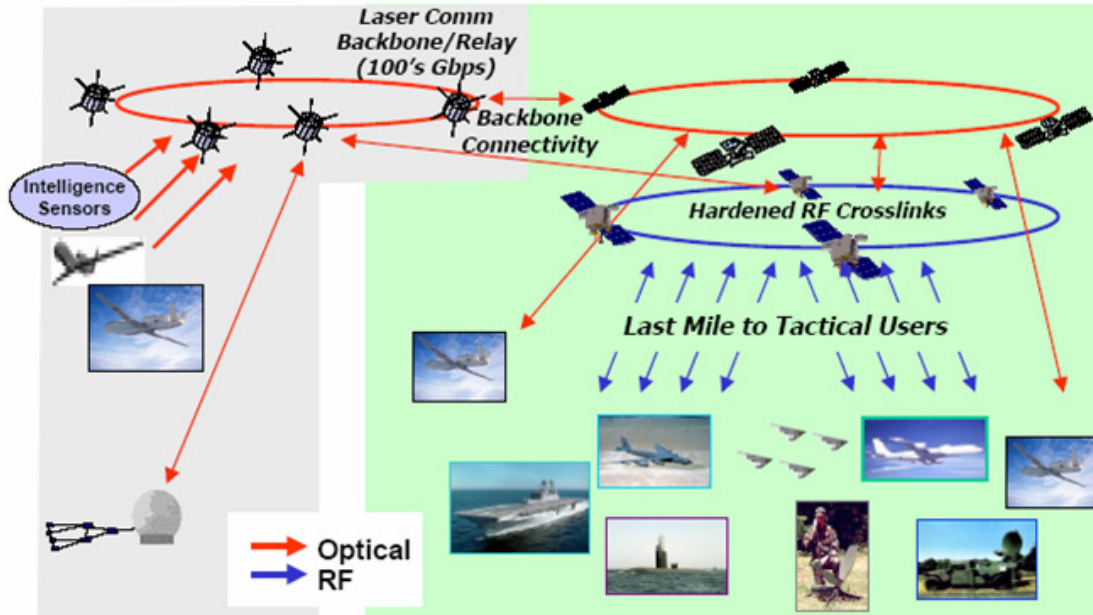 Laser Comm
Backbone/Relay
(100's Gbps)
Backbone
Connectivity
Intelligence
Sensors
Hardened RF Crosslinks
Last Mile to Tactical Users
Optical
RF